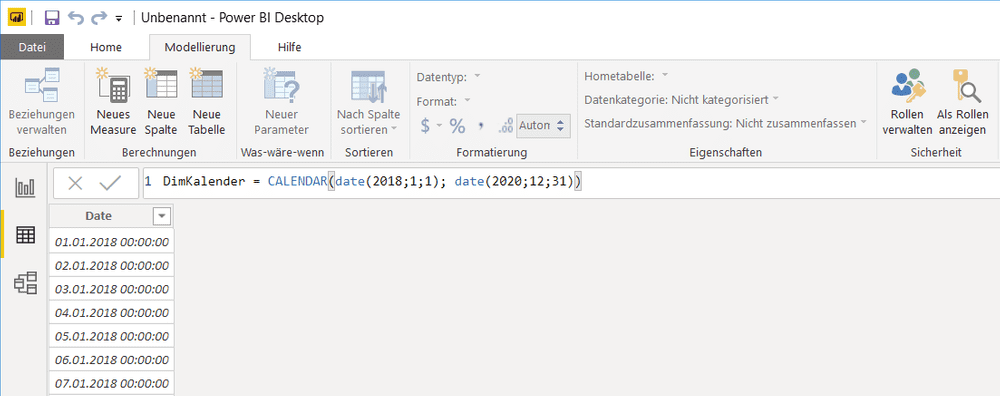 Unbenannt - Power BI Desktop
Datei Home Modellierung Hilfe
Beziehungen verwalten
Neues Measure
Neue Spalte
Neue Tabelle
Neuer Parameter
Nach Spalte sortieren
Datentyp:
Format:
$ % , .00 Auton
Hometabelle:
Datenkategorie: Nicht kategorisiert
Standardzusammenfassung: Nicht zusammenfassen
Rollen verwalten
Als Rollen anzeigen
Beziehungen Berechnungen Was-wäre-wenn Sortieren Formatierung Eigenschaften Sicherheit
1 DimKalender = CALENDAR(date(2018;1;1); date(2020;12;31))
Date
01.01.2018 00:00:00
02.01.2018 00:00:00
03.01.2018 00:00:00
04.01.2018 00:00:00
05.01.2018 00:00:00
06.01.2018 00:00:00
07.01.2018 00:00:00